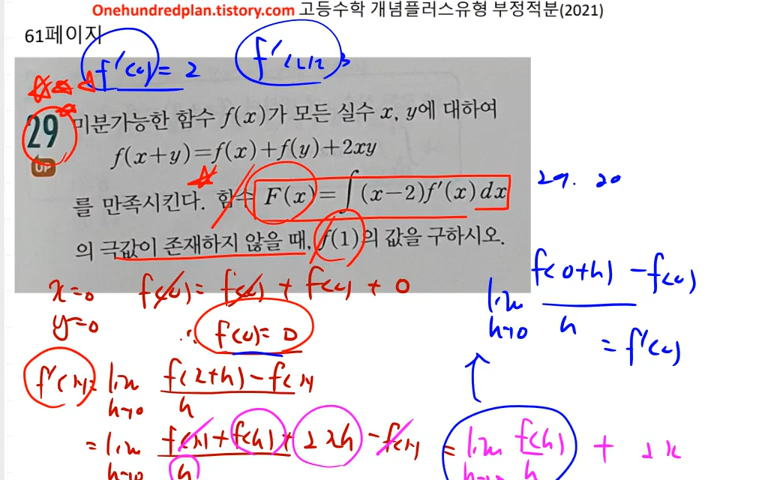 Onehundredplan.tistory.com 고등수학 개념플러스유형 부정적분(2021)
61페이지
f'(0) = 2
29
UP
미분가능한 함수 f(x)가 모든 실수 x, y에 대하여
f(x+y)=f(x)+f(y)+2xy
를 만족시킨다. 함수 F(x)=∫(x-2)f'(x)dx
의 극값이 존재하지 않을 때, f(1)의 값을 구하시오.
x=0
y=0
f(0) = f(0) + f(0) + 0
∴ f(0) = 0
lim h→0 f(0+h) - f(0) / h = f'(0)
f'(x) = lim h→0 f(x+h) - f(x) / h
= lim h→0 f(x) + f(h) + 2xh - f(x) / h = lim f(h) / h + 2x